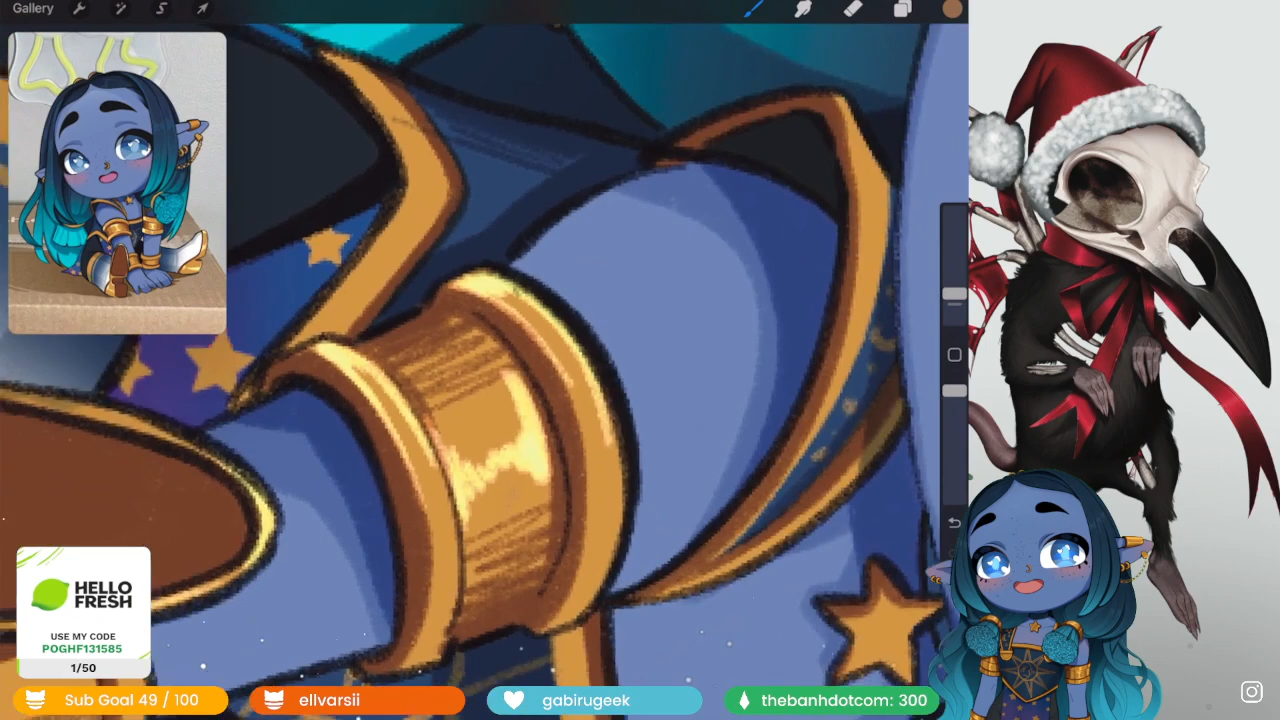 Gallery
HELLO
FRESH
USE MY CODE
POGHF131585
1/50
Sub Goal 49 / 100
ellvarsii
gabirugeek
thebanhdotcom: 300